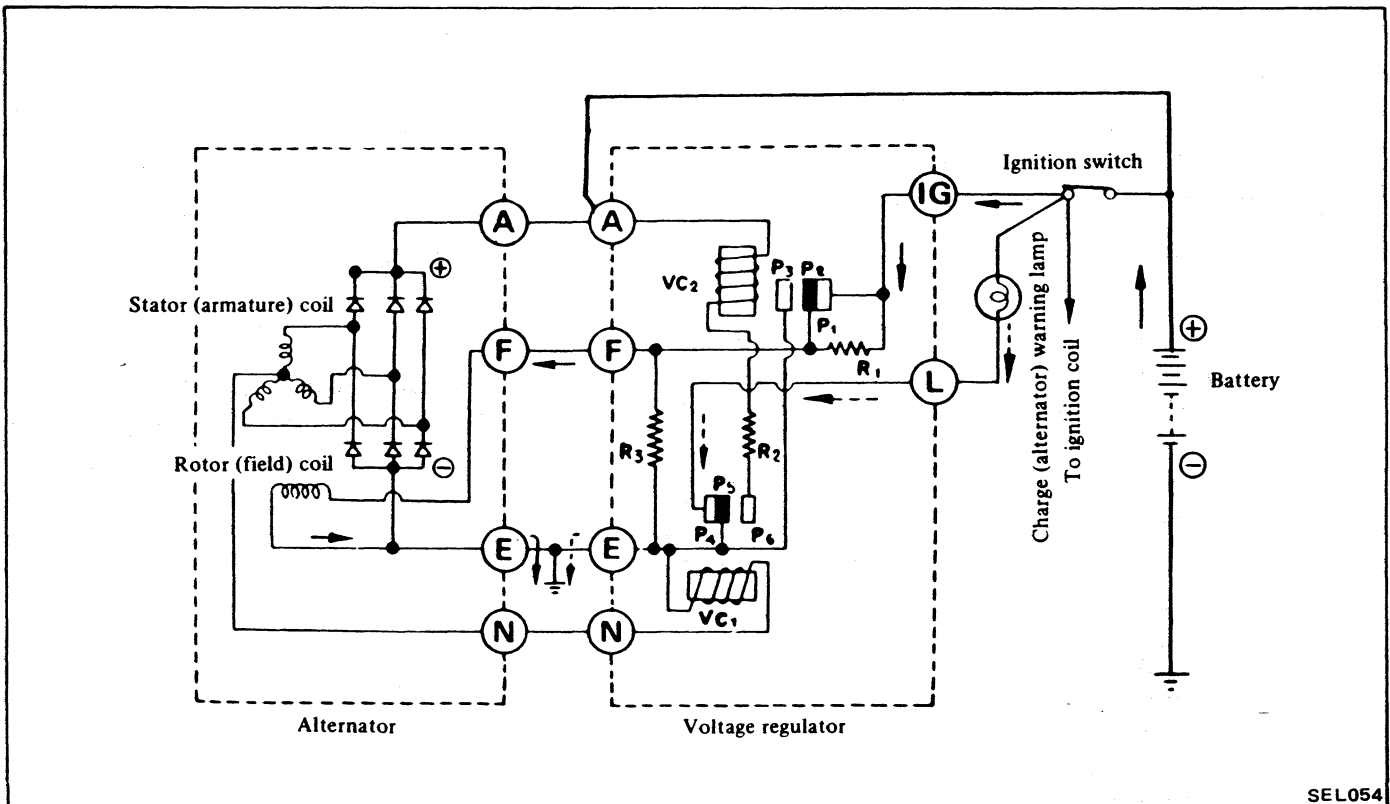 Ignition switch
IG
A
A
P3
P2
VC2
⊕
Stator (armature) coil
P1
F
F
R1
⊕
L
Battery
Charge (alternator) warning lamp
To ignition coil
R3
R2
Rotor (field) coil
⊖
⊖
P5
P4
P6
E
E
VC1
N
N
Alternator
Voltage regulator
SEL054